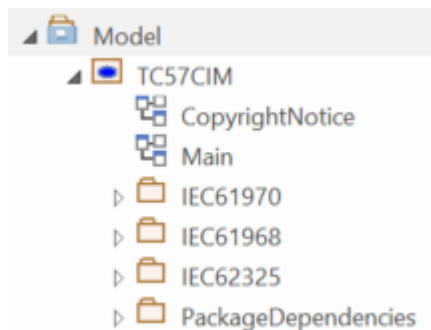 Model
TC57CIM
CopyrightNotice
Main
IEC61970
IEC61968
IEC62325
PackageDependencies